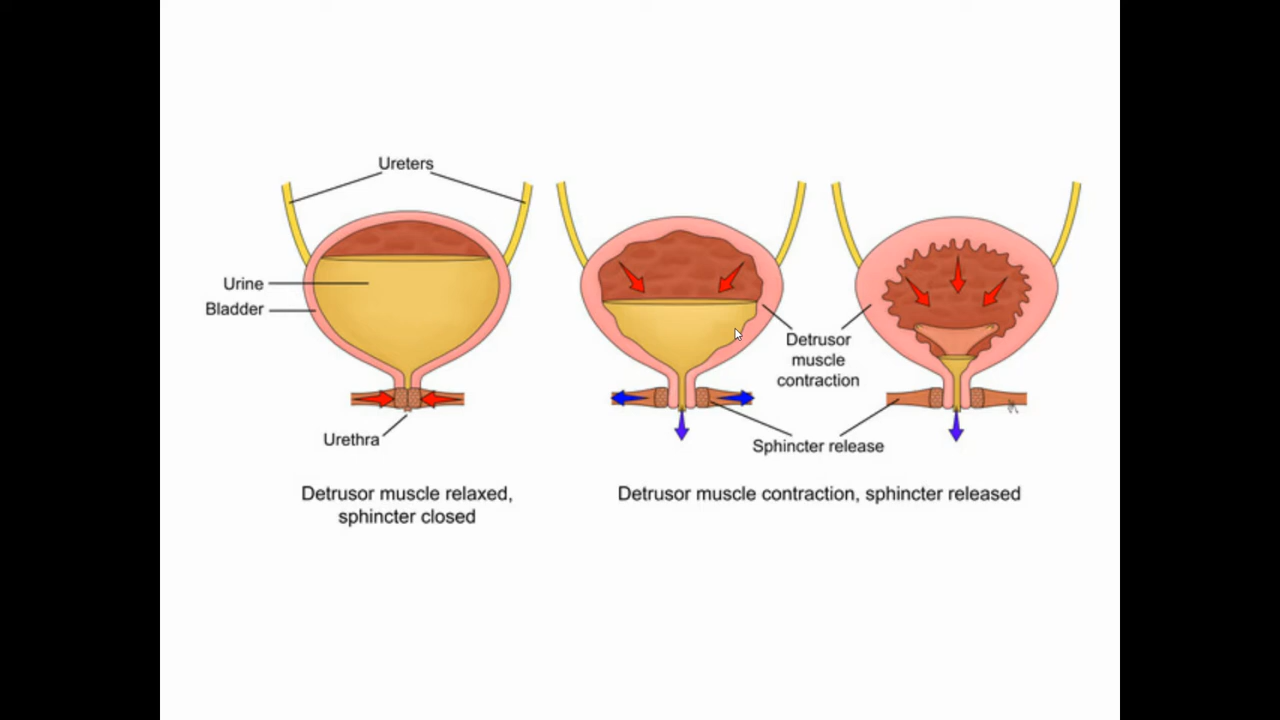 Ureters
Urine
Bladder
Detrusor
muscle
contraction
Urethra
Sphincter release
Detrusor muscle relaxed,
sphincter closed
Detrusor muscle contraction, sphincter released